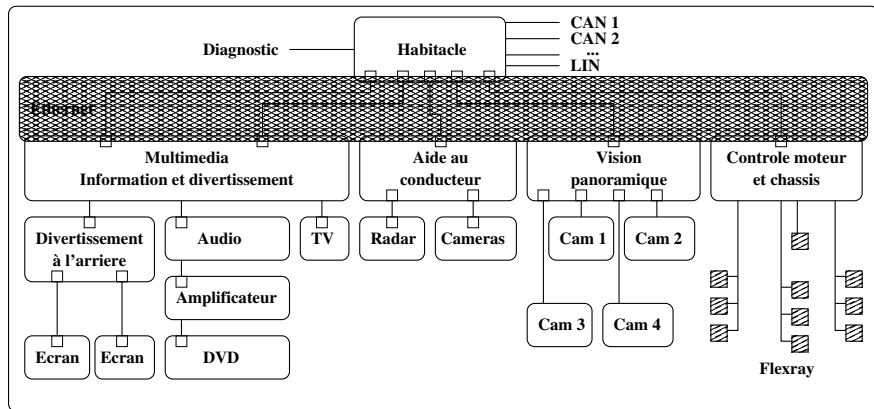 CAN 1
Diagnostic
Habitacle
CAN 2
...
LIN
Ethernet
Multimedia
Information et divertissement
Aide au
conducteur
Vision
panoramique
Controle moteur
et chassis
Divertissement
à l'arriere
Audio
TV
Radar
Cameras
Cam 1
Cam 2
Amplificateur
Cam 3
Cam 4
Ecran
Ecran
DVD
Flexray